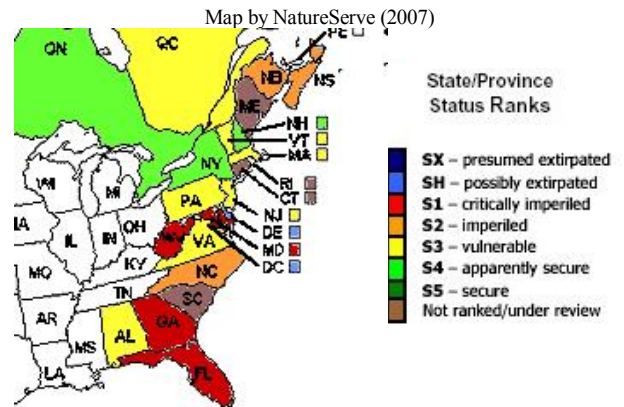 Map by NatureServe (2007)
PE
ON
QC
NB
NS
ME
NH
VT
MA
NY
WI
MI
RI
CT
PA
NJ
IA
OH
DE
IL
IN
WV
VA
MD
DC
MO
KY
NC
TN
SC
AR
MS
AL
GA
LA
FL
State/Province
Status Ranks
SX – presumed extirpated
SH – possibly extirpated
S1 – critically imperiled
S2 – imperiled
S3 – vulnerable
S4 – apparently secure
S5 – secure
Not ranked/under review